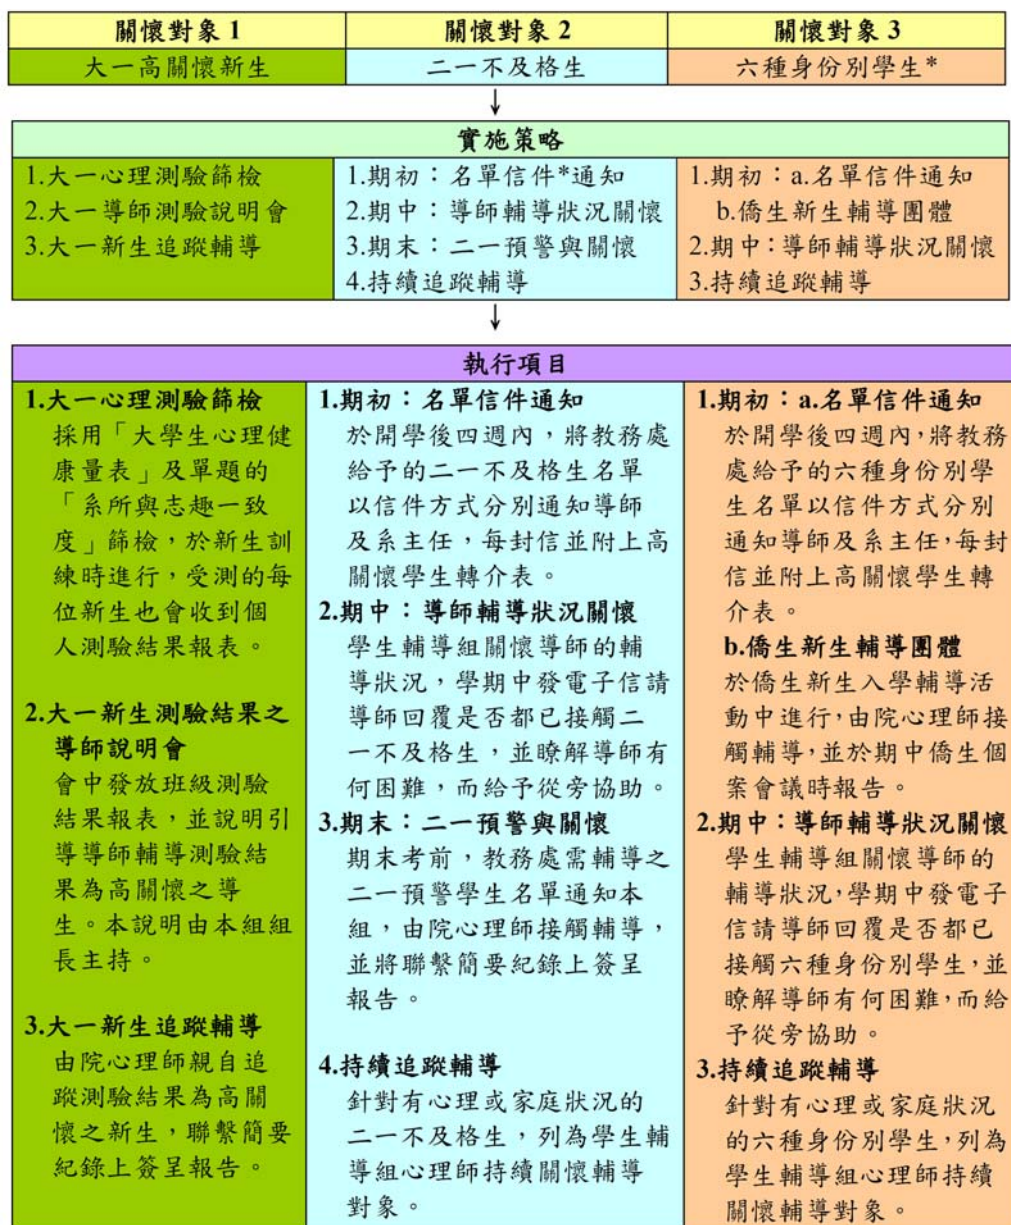 關懷對象 1
關懷對象 2
關懷對象 3
大一高關懷新生
二一不及格生
六種身份別學生*
↓
實施策略
1.大一心理測驗篩檢
2.大一導師測驗說明會
3.大一新生追蹤輔導
1.期初：名單信件*通知
2.期中：導師輔導狀況關懷
3.期末：二一預警與關懷
4.持續追蹤輔導
1.期初：a.名單信件通知
b.僑生新生輔導團體
2.期中：導師輔導狀況關懷
3.持續追蹤輔導
↓
執行項目
1.大一心理測驗篩檢
採用「大學生心理健
康量表」及單題的
「系所與志趣一致
度」篩檢，於新生訓
練時進行，受測的每
位新生也會收到個
人測驗結果報表。
2.大一新生測驗結果之
導師說明會
會中發放班級測驗
結果報表，並說明引
導導師輔導測驗結
果為高關懷之導
生。本說明由本組組
長主持。
3.大一新生追蹤輔導
由院心理師親自追
蹤測驗結果為高關
懷之新生，聯繫簡要
紀錄上簽呈報告。
1.期初：名單信件通知
於開學後四週內，將教務處
給予的二一不及格生名單
以信件方式分別通知導師
及系主任，每封信並附上高
關懷學生轉介表。
2.期中：導師輔導狀況關懷
學生輔導組關懷導師的輔
導狀況，學期中發電子信請
導師回覆是否都已接觸二
一不及格生，並瞭解導師有
何困難，而給予從旁協助。
3.期末：二一預警與關懷
期末考前，教務處需輔導之
二一預警學生名單通知本
組，由院心理師接觸輔導，
並將聯繫簡要紀錄上簽呈
報告。
4.持續追蹤輔導
針對有心理或家庭狀況的
二一不及格生，列為學生輔
導組心理師持續關懷輔導
對象。
1.期初：a.名單信件通知
於開學後四週內，將教務
處給予的六種身份別學
生名單以信件方式分別
通知導師及系主任，每封
信並附上高關懷學生轉
介表。
b.僑生新生輔導團體
於僑生新生入學輔導活
動中進行，由院心理師接
觸輔導，並於期中僑生個
案會議時報告。
2.期中：導師輔導狀況關懷
學生輔導組關懷導師的
輔導狀況，學期中發電子
信請導師回覆是否都已
接觸六種身份別學生，並
瞭解導師有何困難，而給
予從旁協助。
3.持續追蹤輔導
針對有心理或家庭狀況
的六種身份別學生，列為
學生輔導組心理師持續
關懷輔導對象。